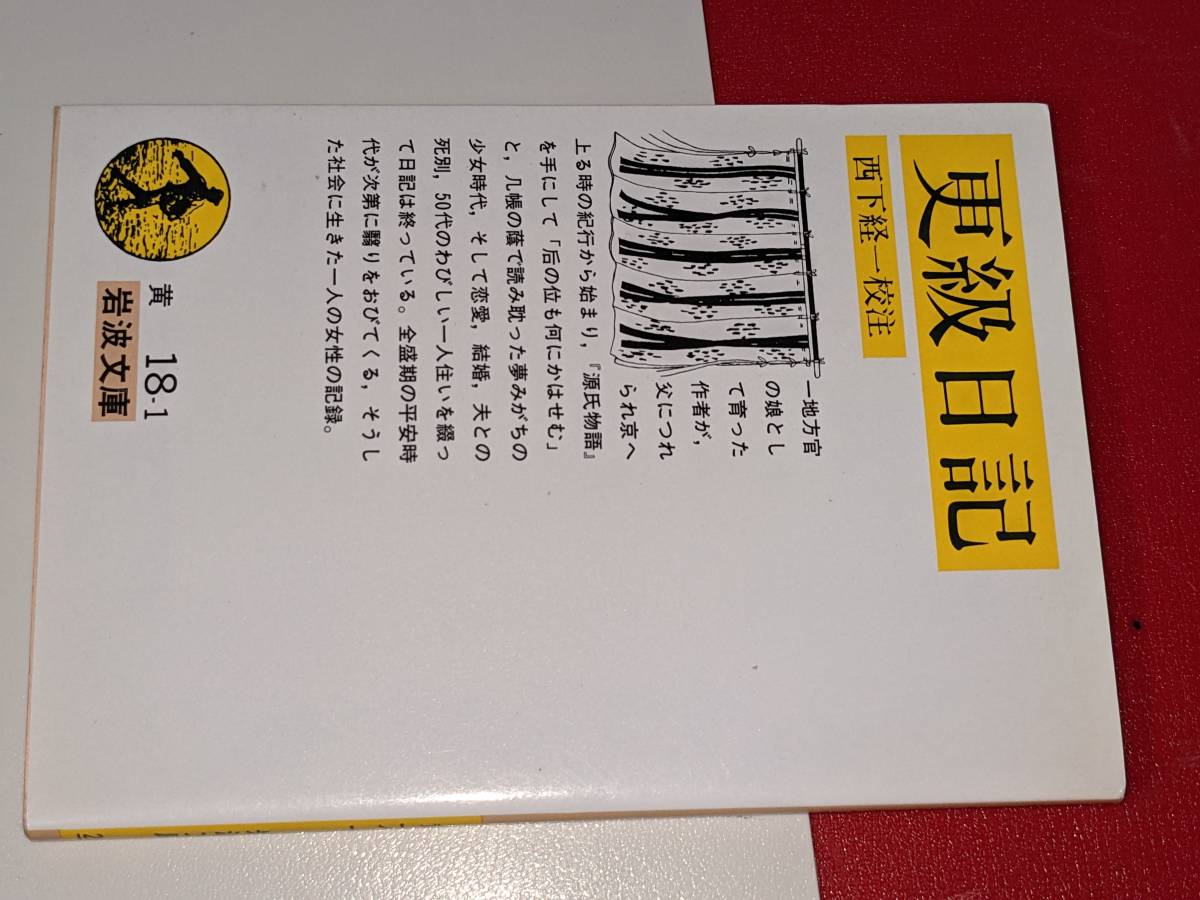 更級日記
西下経一校注
一地方官
の娘とし
て育った
作者が，
父につれ
られ京へ
上る時の紀行から始まり，『源氏物語』
を手にして「后の位も何にかはせむ」
と，几帳の蔭で読み耽った夢みがちの
少女時代，そして恋愛，結婚，夫との
死別，50代のわびしい一人住いを綴っ
て日記は終っている。全盛期の平安時
代が次第に翳りをおびてくる，そうし
た社会に生きた一人の女性の記録。
黄 18-1
岩波文庫